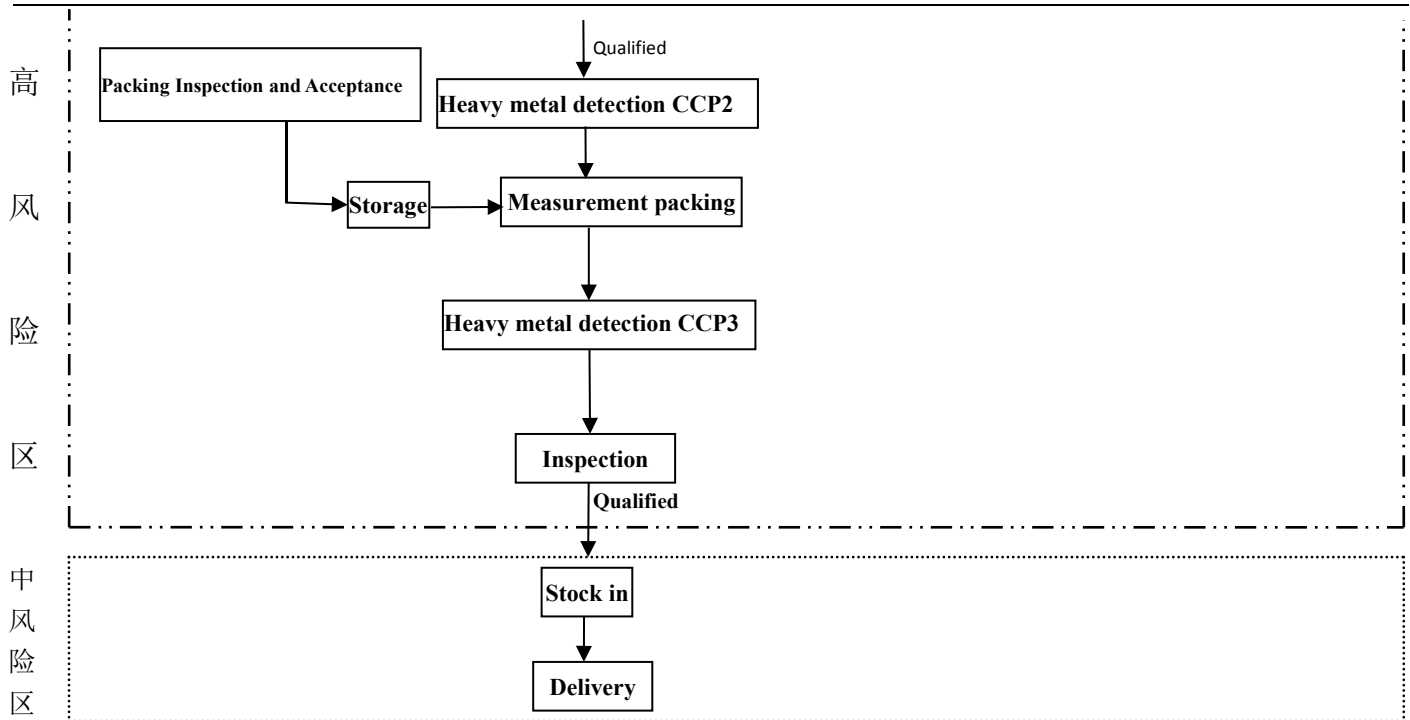 Qualified
高
Packing Inspection and Acceptance
Heavy metal detection CCP2
风
Storage
Measurement packing
险
Heavy metal detection CCP3
区
Inspection
Qualified
中
风
险
区
Stock in
Delivery